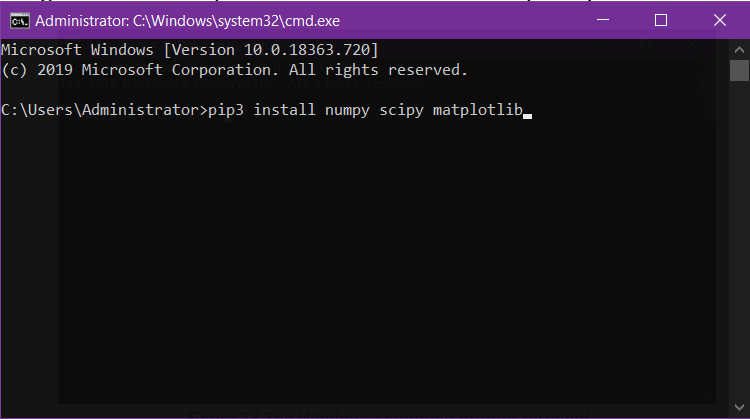 Administrator: C:\Windows\system32\cmd.exe
Microsoft Windows [Version 10.0.18363.720]
(c) 2019 Microsoft Corporation. All rights reserved.
C:\Users\Administrator>pip3 install numpy scipy matplotlib